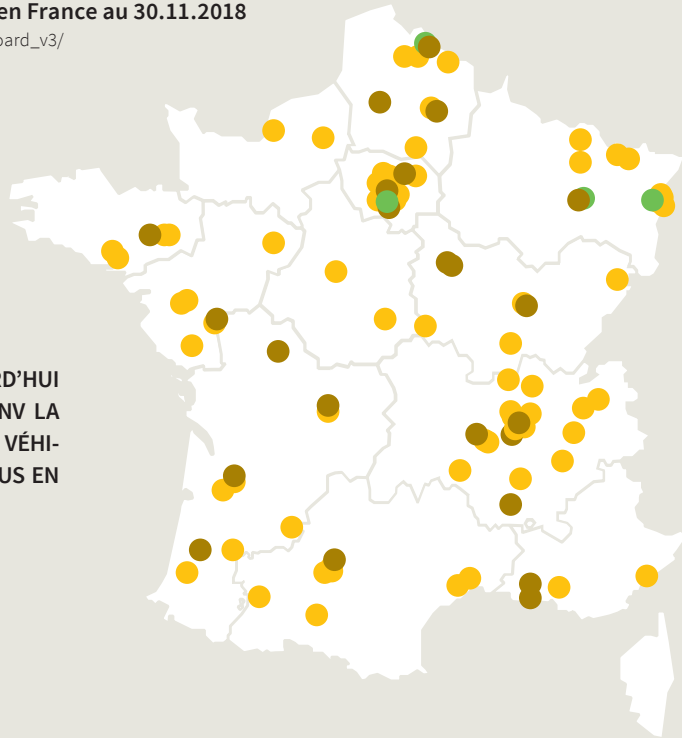 en France au 30.11.2018
oard_v3/
RD’HUI
NV LA
VÉHI-
US EN